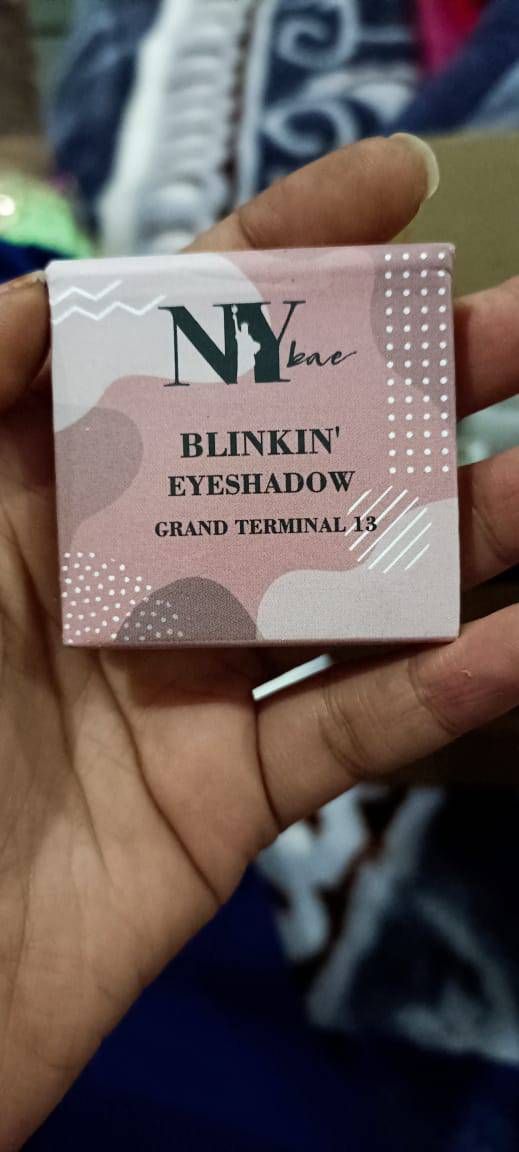 NY bae
BLINKIN'
EYESHADOW
GRAND TERMINAL 13